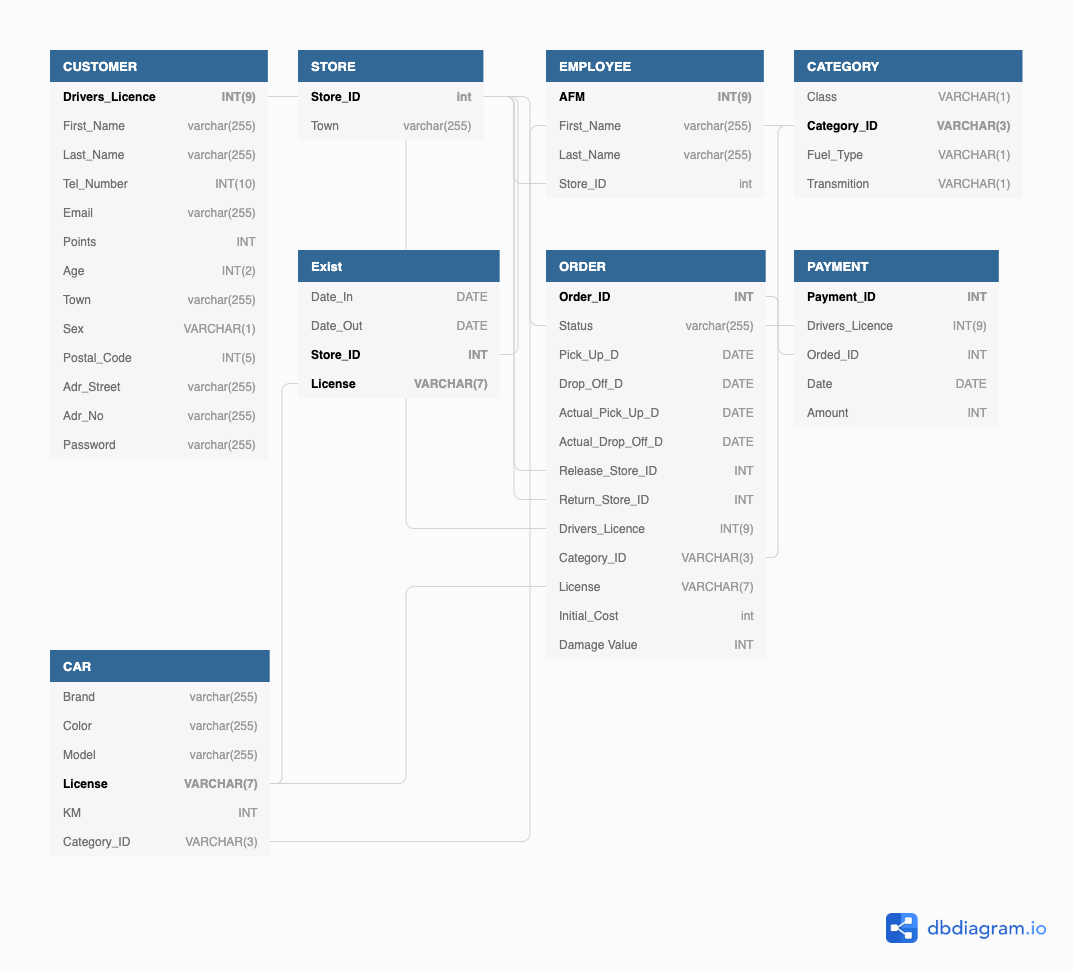 CUSTOMER
Drivers_Licence INT(9)
First_Name varchar(255)
Last_Name varchar(255)
Tel_Number INT(10)
Email varchar(255)
Points INT
Age INT(2)
Town varchar(255)
Sex VARCHAR(1)
Postal_Code INT(5)
Adr_Street varchar(255)
Adr_No varchar(255)
Password varchar(255)
STORE
Store_ID int
Town varchar(255)
EMPLOYEE
AFM INT(9)
First_Name varchar(255)
Last_Name varchar(255)
Store_ID int
CATEGORY
Class VARCHAR(1)
Category_ID VARCHAR(3)
Fuel_Type VARCHAR(1)
Transmition VARCHAR(1)
Exist
Date_In DATE
Date_Out DATE
Store_ID INT
License VARCHAR(7)
ORDER
Order_ID INT
Status varchar(255)
Pick_Up_D DATE
Drop_Off_D DATE
Actual_Pick_Up_D DATE
Actual_Drop_Off_D DATE
Release_Store_ID INT
Return_Store_ID INT
Drivers_Licence INT(9)
Category_ID VARCHAR(3)
License VARCHAR(7)
Initial_Cost int
Damage Value INT
PAYMENT
Payment_ID INT
Drivers_Licence INT(9)
Orded_ID INT
Date DATE
Amount INT
CAR
Brand varchar(255)
Color varchar(255)
Model varchar(255)
License VARCHAR(7)
KM INT
Category_ID VARCHAR(3)
dbdiagram.io